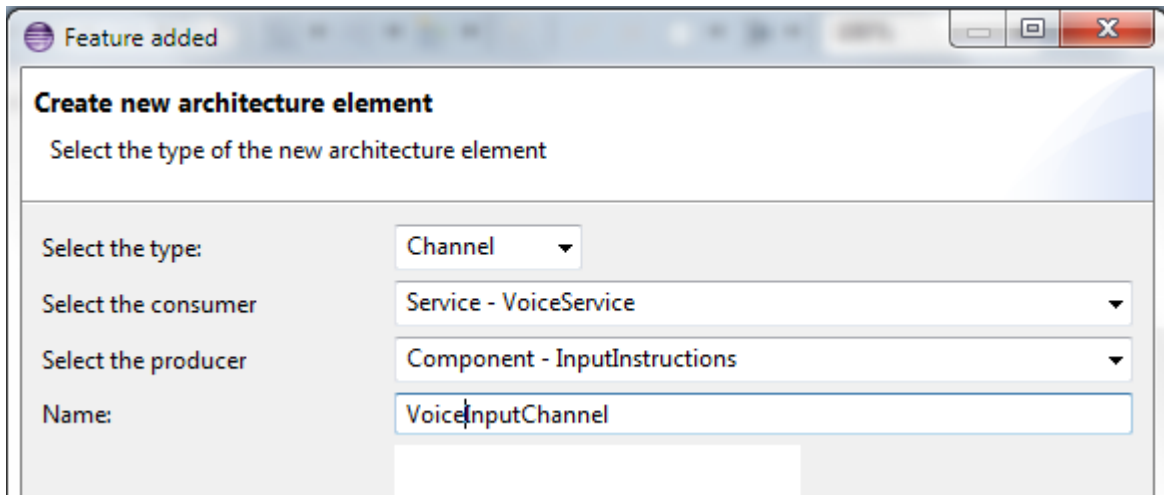 Feature added
Create new architecture element
Select the type of the new architecture element
Select the type: Channel
Select the consumer Service - VoiceService
Select the producer Component - InputInstructions
Name: VoiceInputChannel